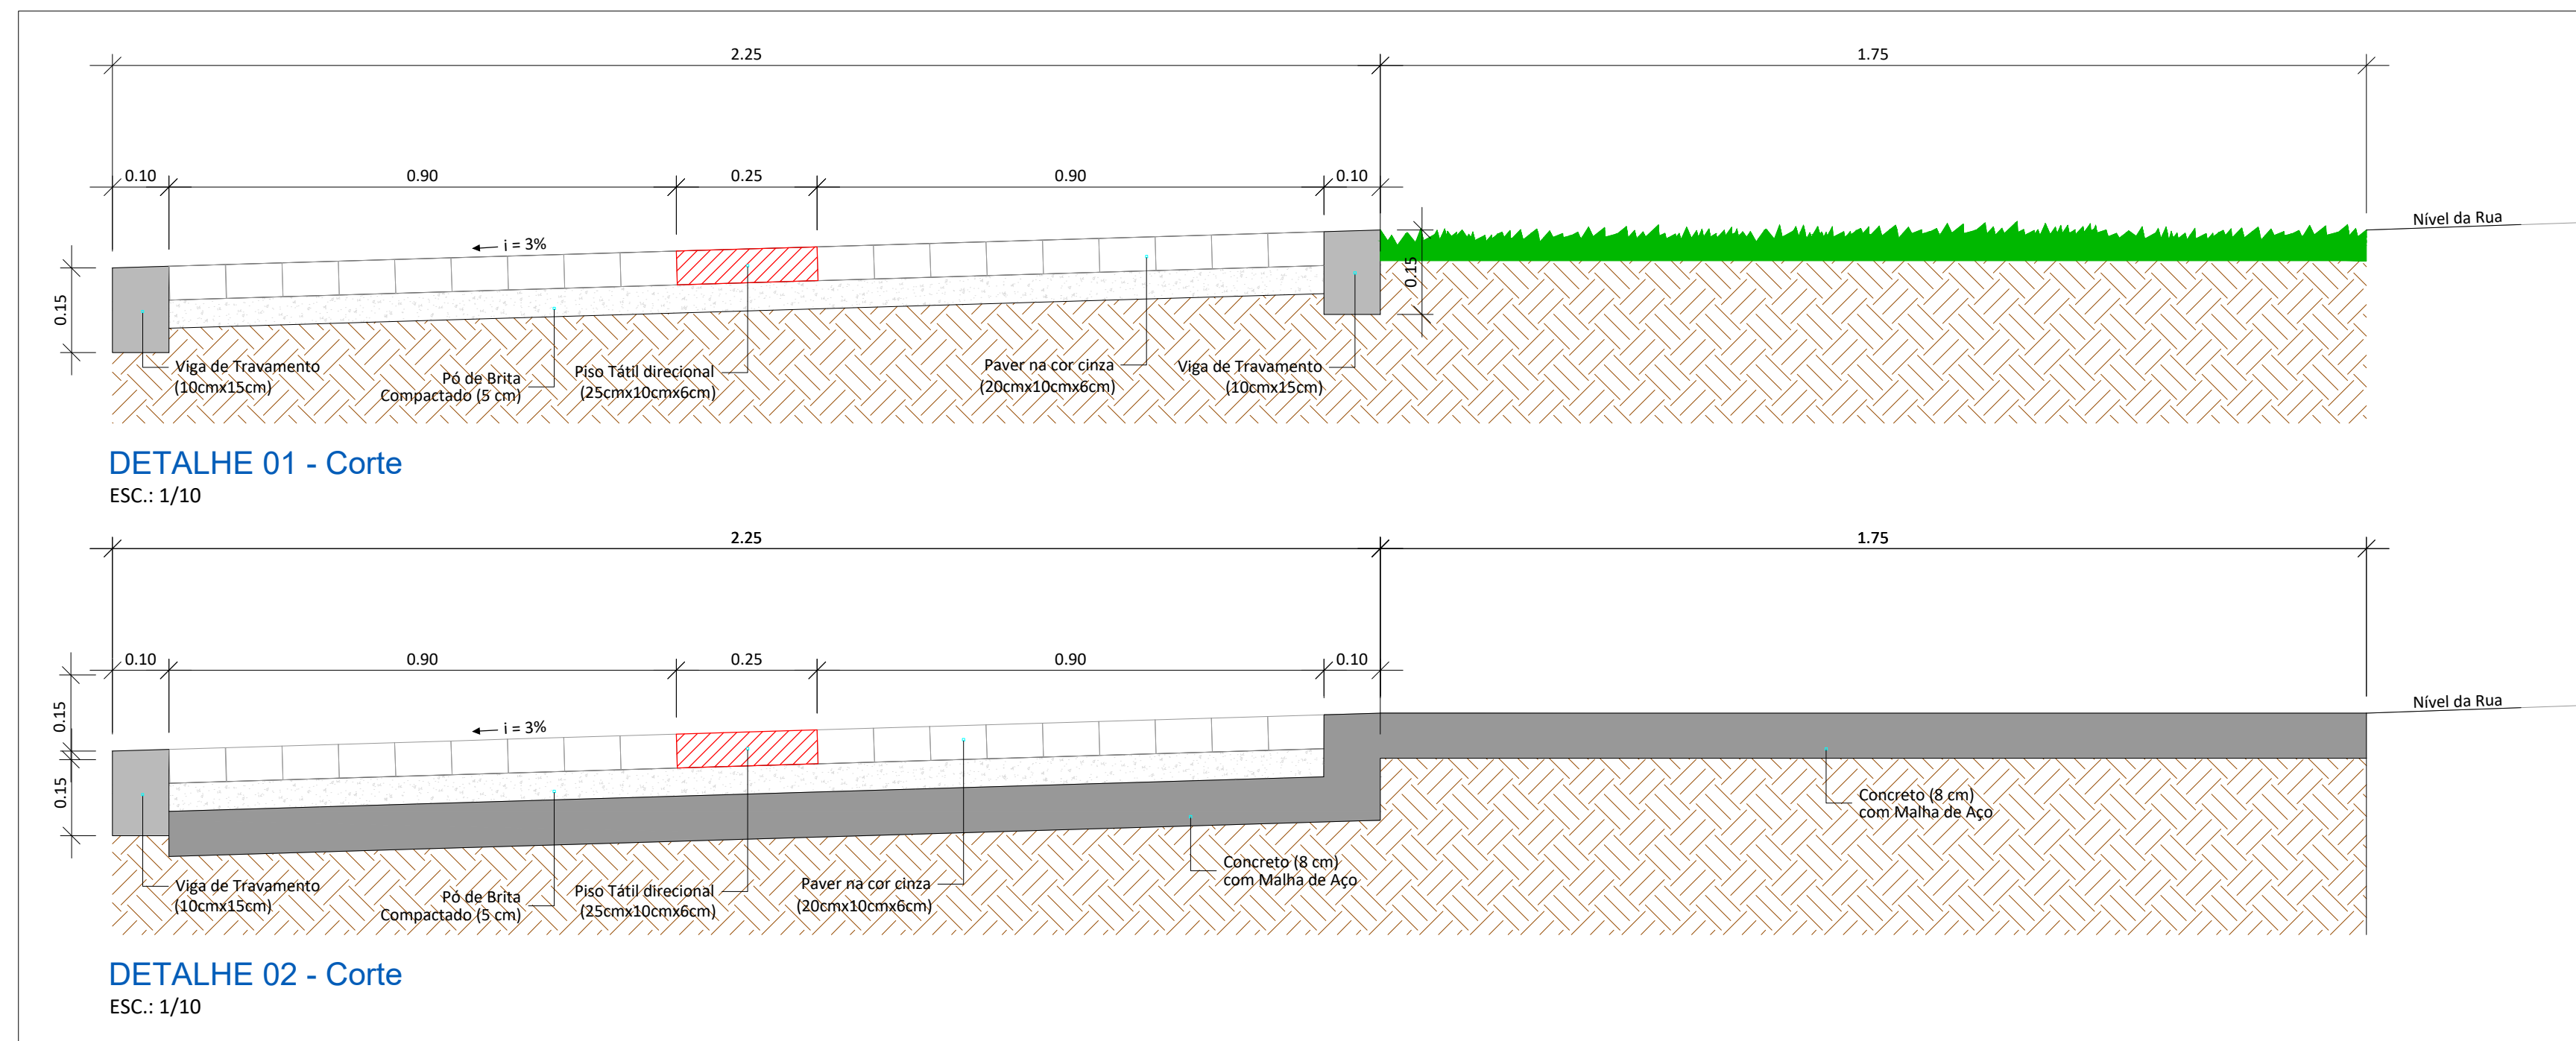 2.25
1.75
0.10
0.90
0.25
0.90
0.10
i = 3%
Nível da Rua
0.15
0.15
Viga de Travamento
(10cmx15cm)
Pó de Brita
Compactado (5 cm)
Piso Tátil direcional
(25cmx10cmx6cm)
Paver na cor cinza
(20cmx10cmx6cm)
Viga de Travamento
(10cmx15cm)
DETALHE 01 - Corte
ESC.: 1/10
2.25
1.75
0.10
0.90
0.25
0.90
0.10
0.15
i = 3%
Nível da Rua
0.15
Concreto (8 cm)
com Malha de Aço
Viga de Travamento
(10cmx15cm)
Pó de Brita
Compactado (5 cm)
Piso Tátil direcional
(25cmx10cmx6cm)
Paver na cor cinza
(20cmx10cmx6cm)
Concreto (8 cm)
com Malha de Aço
DETALHE 02 - Corte
ESC.: 1/10